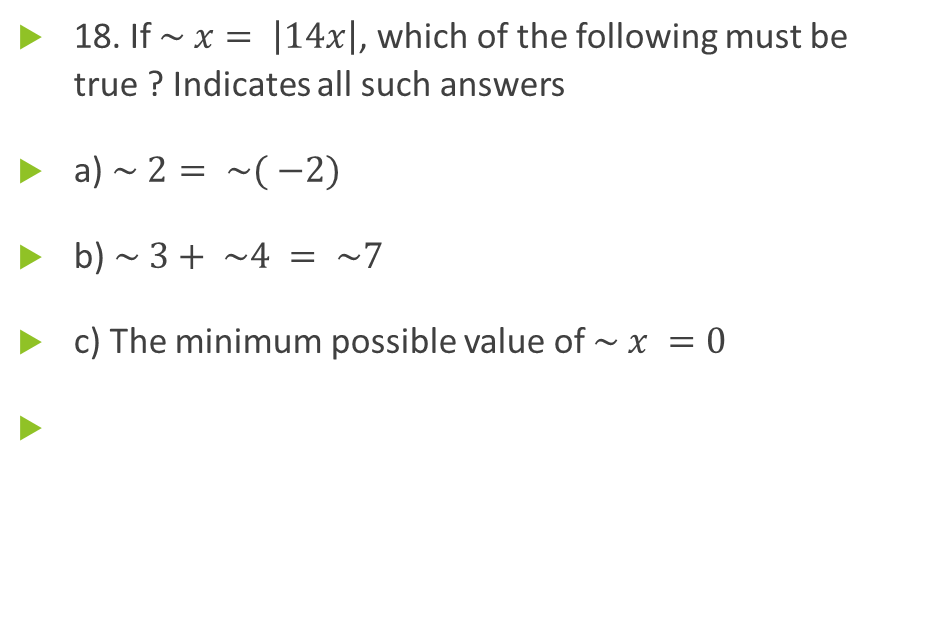 18. If ~ x = |14x|, which of the following must be
true ? Indicates all such answers
a) ~ 2 = ~( −2)
b) ~ 3 + ~4 = ~7
c) The minimum possible value of ~ x = 0